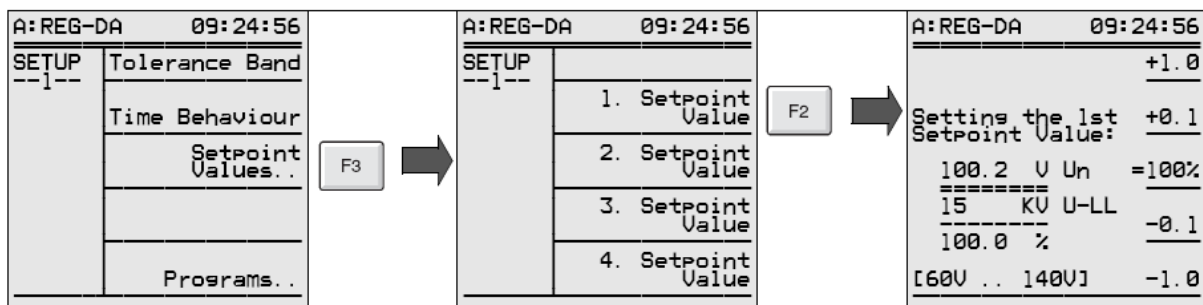 A:REG-DA 09:24:56
SETUP
--1--
Tolerance Band
Time Behaviour
Setpoint
Values..
Programs..
F3
A:REG-DA 09:24:56
SETUP
--1--
1. Setpoint
Value
2. Setpoint
Value
3. Setpoint
Value
4. Setpoint
Value
F2
A:REG-DA 09:24:56
+1.0
Setting the 1st +0.1
Setpoint Value:
100.2 V Un =100%
15 KV U-LL
-0.1
100.0 %
[60V .. 140V] -1.0